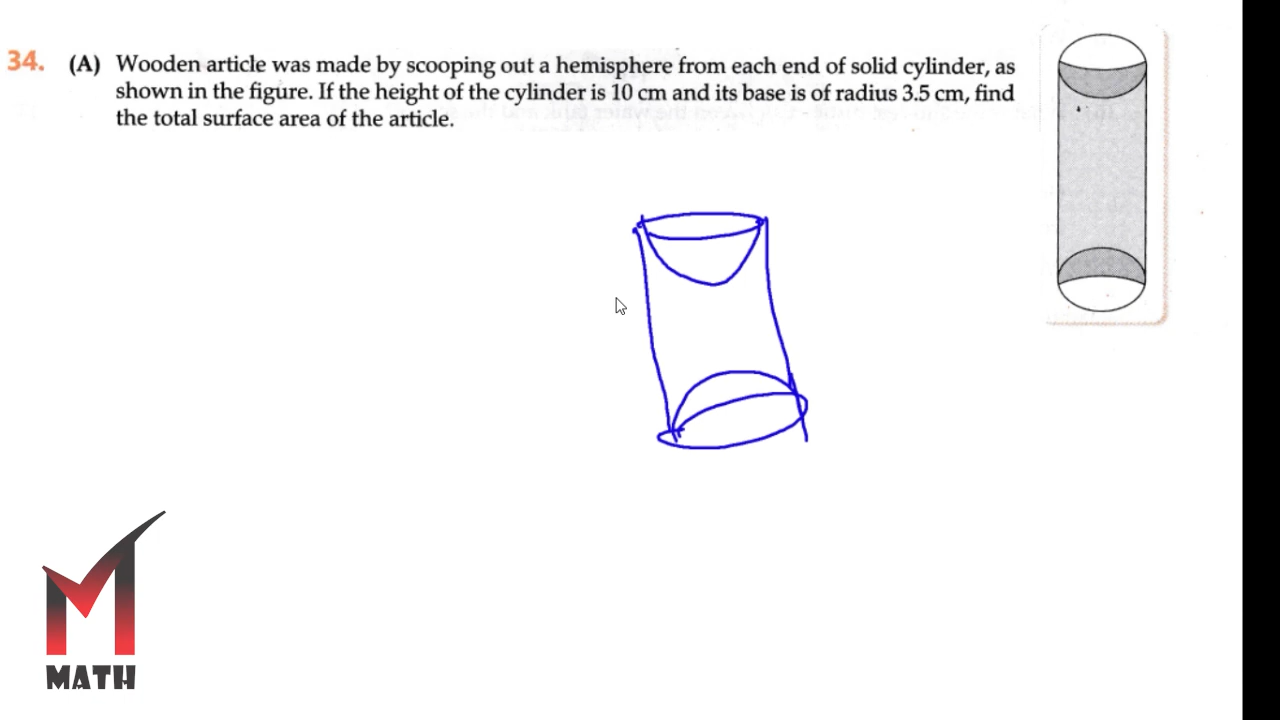 34. (A) Wooden article was made by scooping out a hemisphere from each end of solid cylinder, as
shown in the figure. If the height of the cylinder is 10 cm and its base is of radius 3.5 cm, find
the total surface area of the article.
MATH